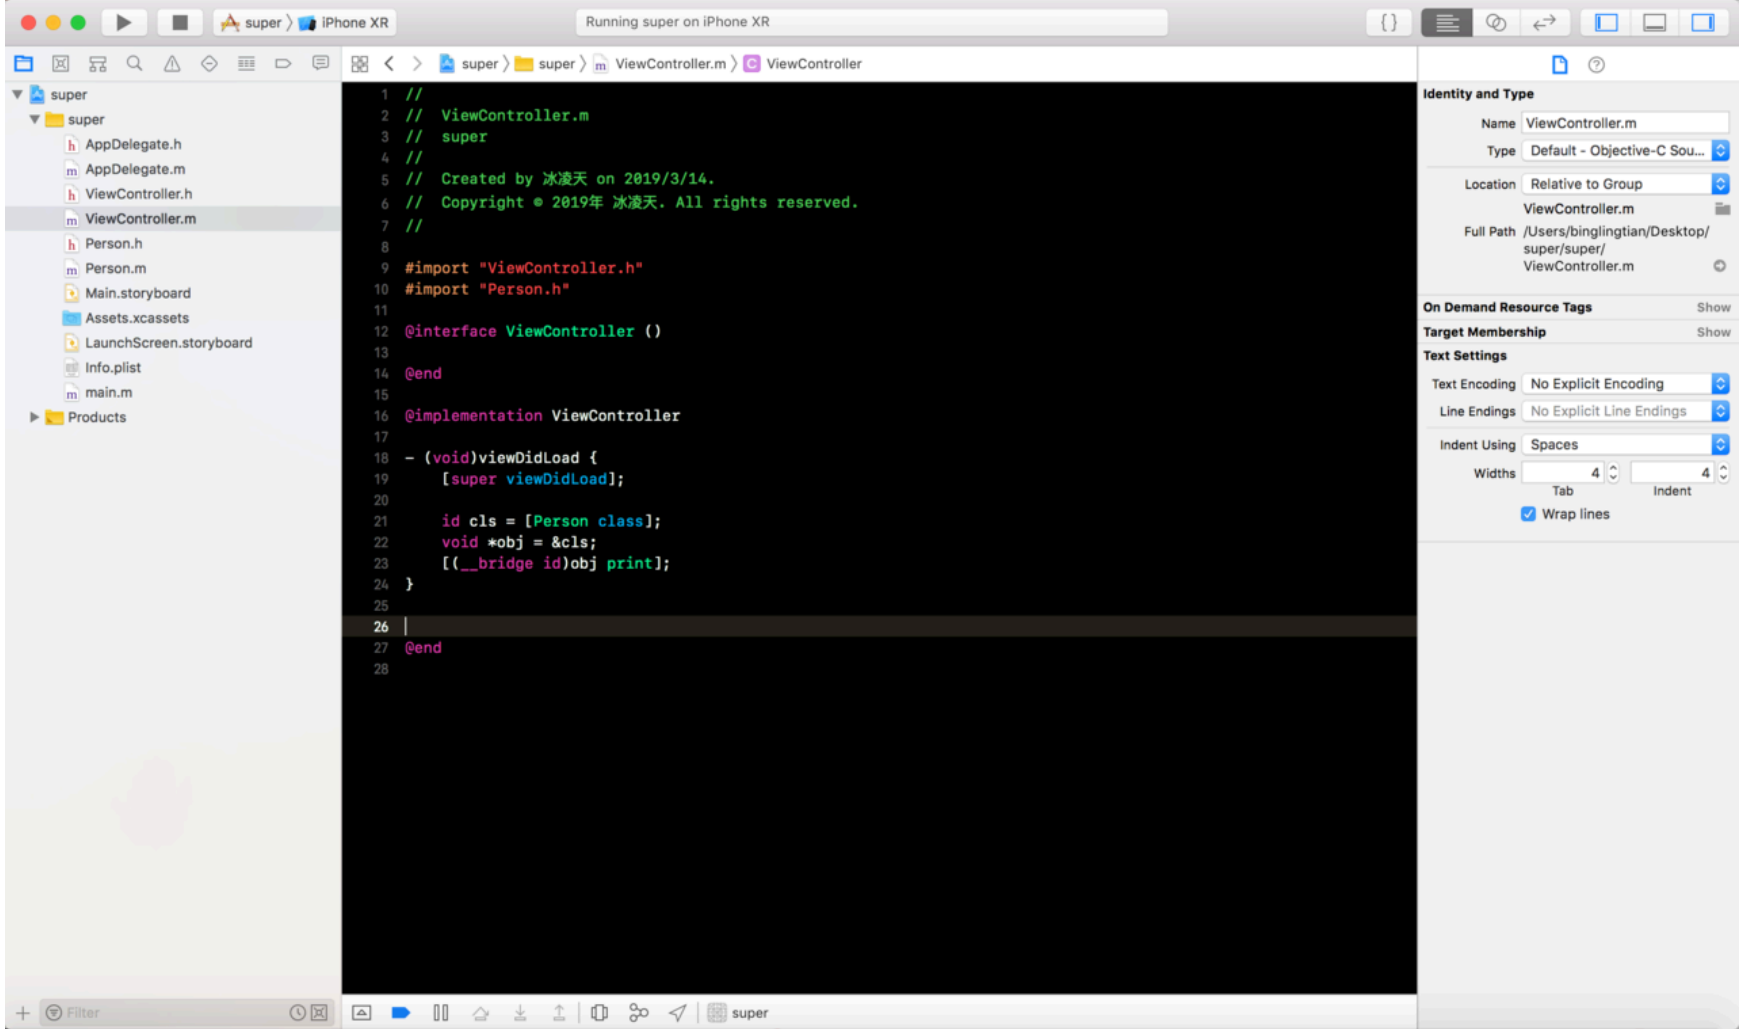 super 〉 iPhone XR
Running super on iPhone XR
{ }
super 〉 super 〉 m ViewController.m 〉 C ViewController
super
super
h AppDelegate.h
m AppDelegate.m
h ViewController.h
m ViewController.m
h Person.h
m Person.m
Main.storyboard
Assets.xcassets
LaunchScreen.storyboard
Info.plist
m main.m
Products
Filter
1 //
2 //  ViewController.m
3 //  super
4 //
5 //  Created by 冰凌天 on 2019/3/14.
6 //  Copyright © 2019年 冰凌天. All rights reserved.
7 //
8
9 #import "ViewController.h"
10 #import "Person.h"
11
12 @interface ViewController ()
13
14 @end
15
16 @implementation ViewController
17
18 - (void)viewDidLoad {
19     [super viewDidLoad];
20
21     id cls = [Person class];
22     void *obj = &cls;
23     [(__bridge id)obj print];
24 }
25
26
27 @end
28
super
Identity and Type
Name ViewController.m
Type Default - Objective-C Sou...
Location Relative to Group
ViewController.m
Full Path /Users/binglingtian/Desktop/
super/super/
ViewController.m
On Demand Resource Tags Show
Target Membership Show
Text Settings
Text Encoding No Explicit Encoding
Line Endings No Explicit Line Endings
Indent Using Spaces
Widths 4 4
Tab Indent
Wrap lines